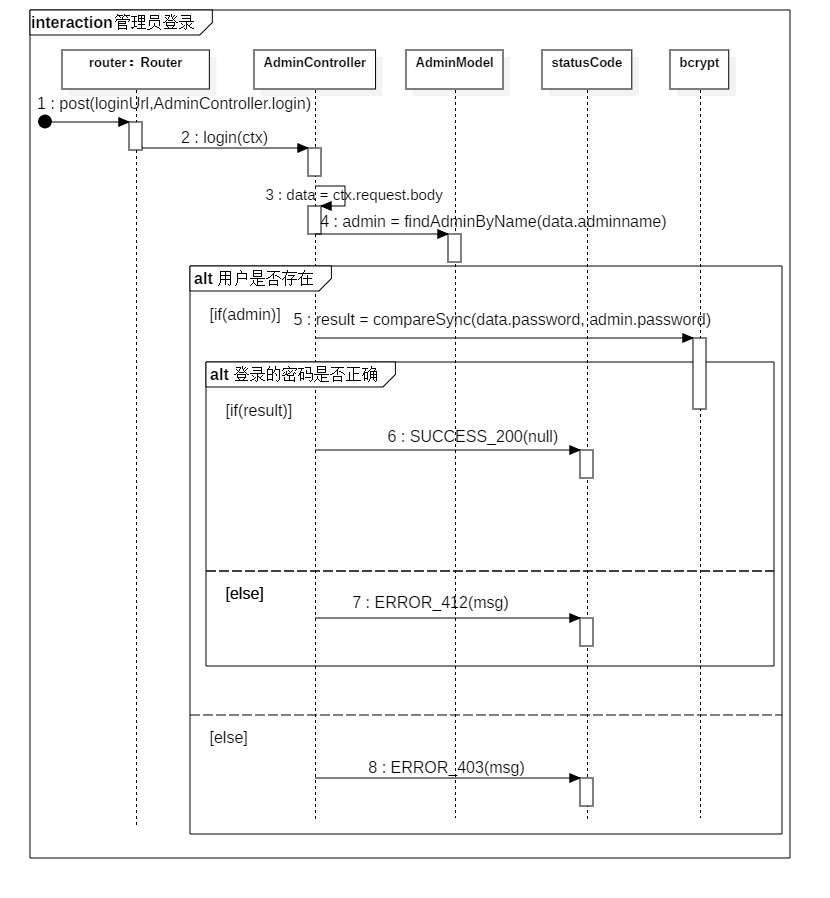 interaction 管理员登录
router：Router
AdminController
AdminModel
statusCode
bcrypt
1 : post(loginUrl,AdminController.login)
2 : login(ctx)
3 : data = ctx.request.body
4 : admin = findAdminByName(data.adminname)
alt 用户是否存在
[if(admin)]
5 : result = compareSync(data.password, admin.password)
alt 登录的密码是否正确
[if(result)]
6 : SUCCESS_200(null)
[else]
7 : ERROR_412(msg)
[else]
8 : ERROR_403(msg)